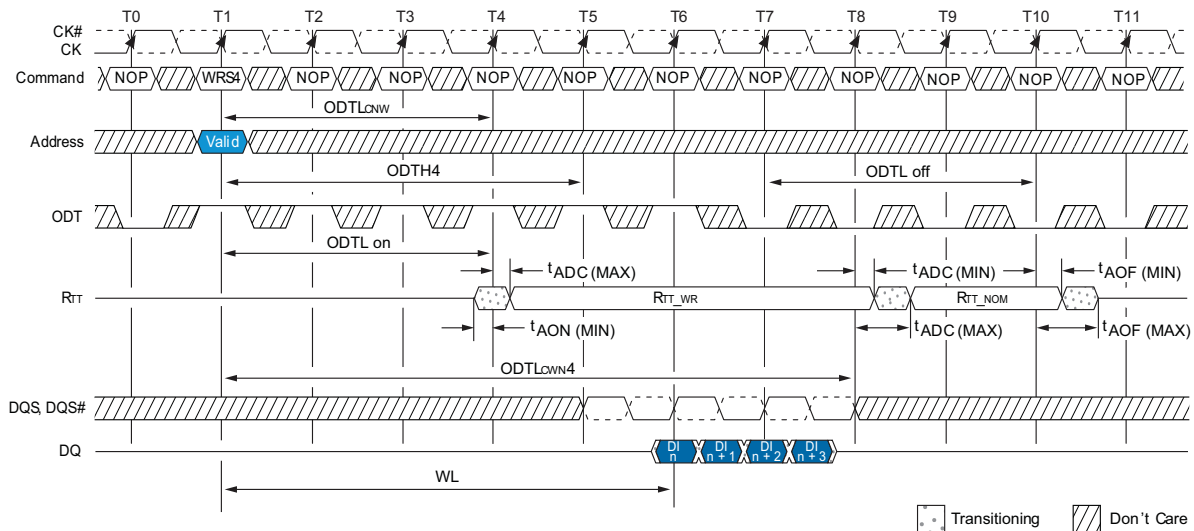 T0 T1 T2 T3 T4 T5 T6 T7 T8 T9 T10 T11
CK#
CK
Command NOP WRS4 NOP NOP NOP NOP NOP NOP NOP NOP NOP NOP
ODTLCNW
Address Valid
ODTH4 ODTL off
ODT
ODTL on
tADC (MAX) tADC (MIN) tAOF (MIN)
RTT RTT_WR RTT_NOM
tAON (MIN) tADC (MAX) tAOF (MAX)
ODTLCWN4
DQS, DQS#
DQ DI n DI n + 1 DI n + 2 DI n + 3
WL
Transitioning Don't Care